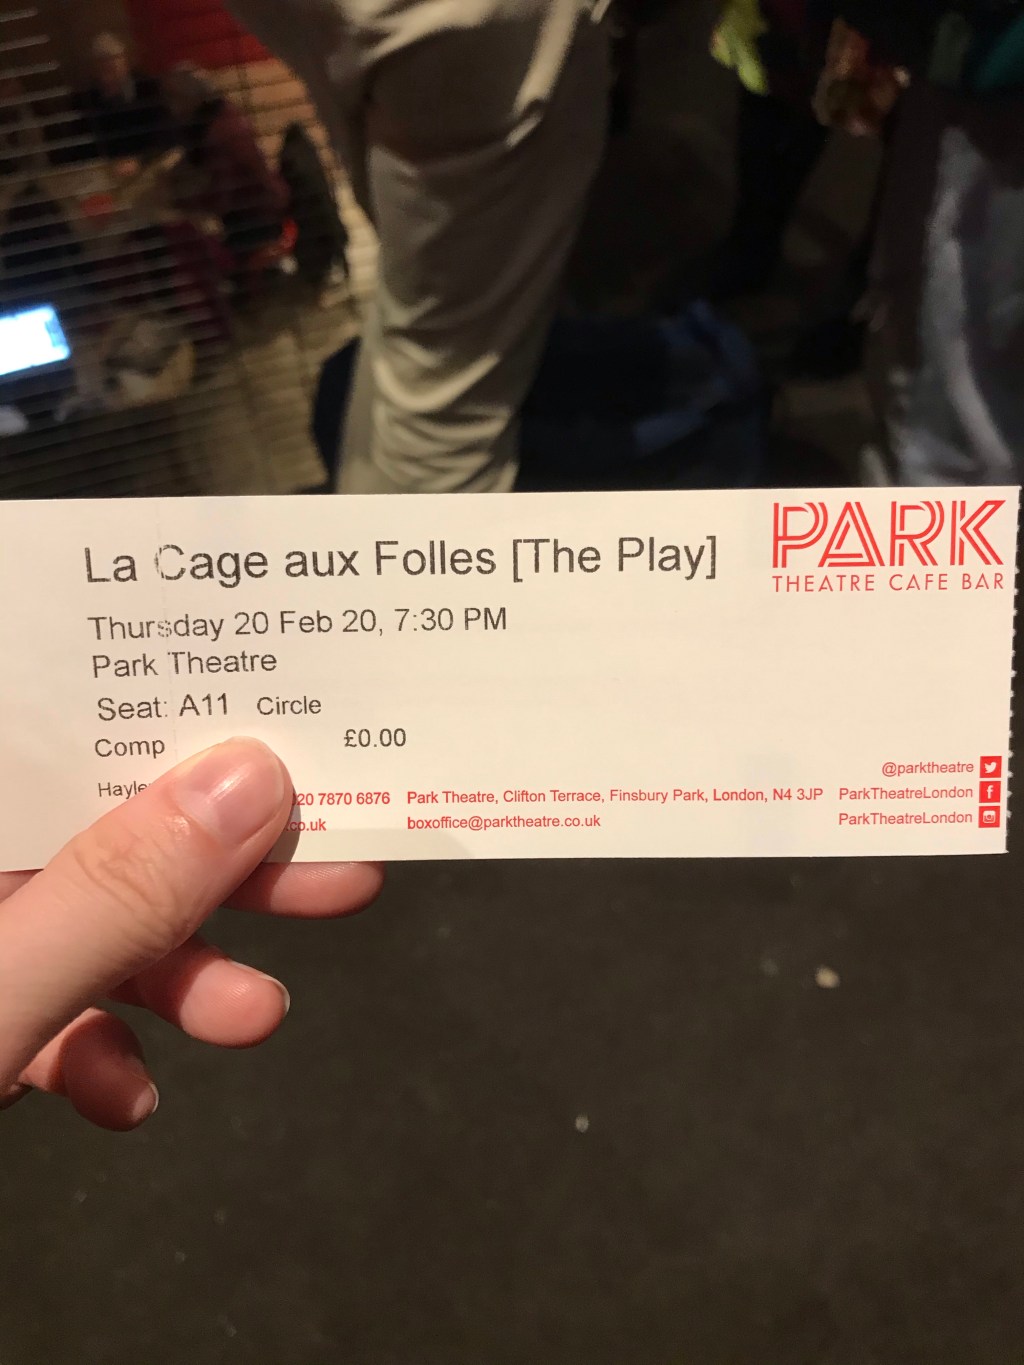 PARK
THEATRE CAFE BAR
La Cage aux Folles [The Play]
Thursday 20 Feb 20, 7:30 PM
Park Theatre
Seat: A11 Circle
Comp £0.00
20 7870 6876 Park Theatre, Clifton Terrace, Finsbury Park, London, N4 3JP
.co.uk boxoffice@parktheatre.co.uk
@parktheatre
ParkTheatreLondon
ParkTheatreLondon